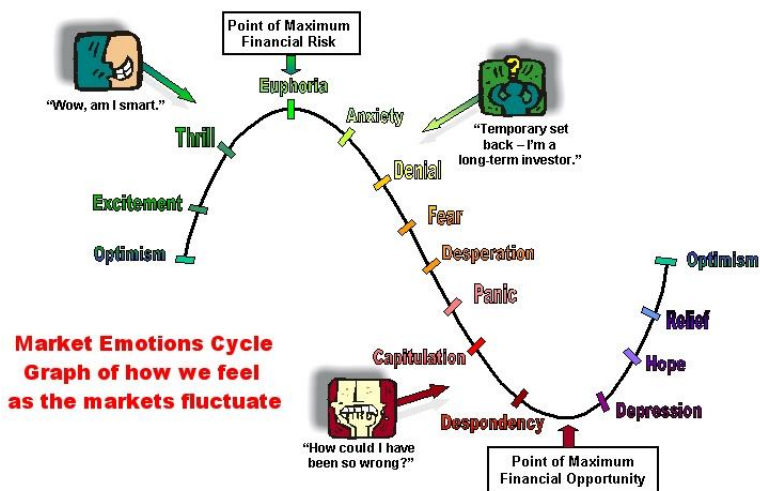 Point of Maximum
Financial Risk
“Wow, am I smart.”
Euphoria
Anxiety
?
“Temporary set
back – I’m a
long-term investor.”
Thrill
Denial
Excitement
Fear
Optimism
Desperation
Optimism
Panic
Relief
Market Emotions Cycle
Graph of how we feel
as the markets fluctuate
Capitulation
Hope
Despondency
Depression
“How could I have
been so wrong?”
Point of Maximum
Financial Opportunity